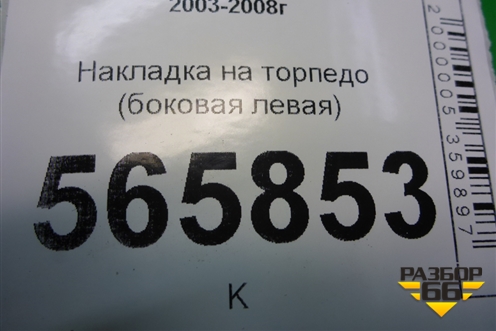 2003-2008г
Накладка на торпедо
(боковая левая)
565853
К
2000005359897
РАЗБОР
66